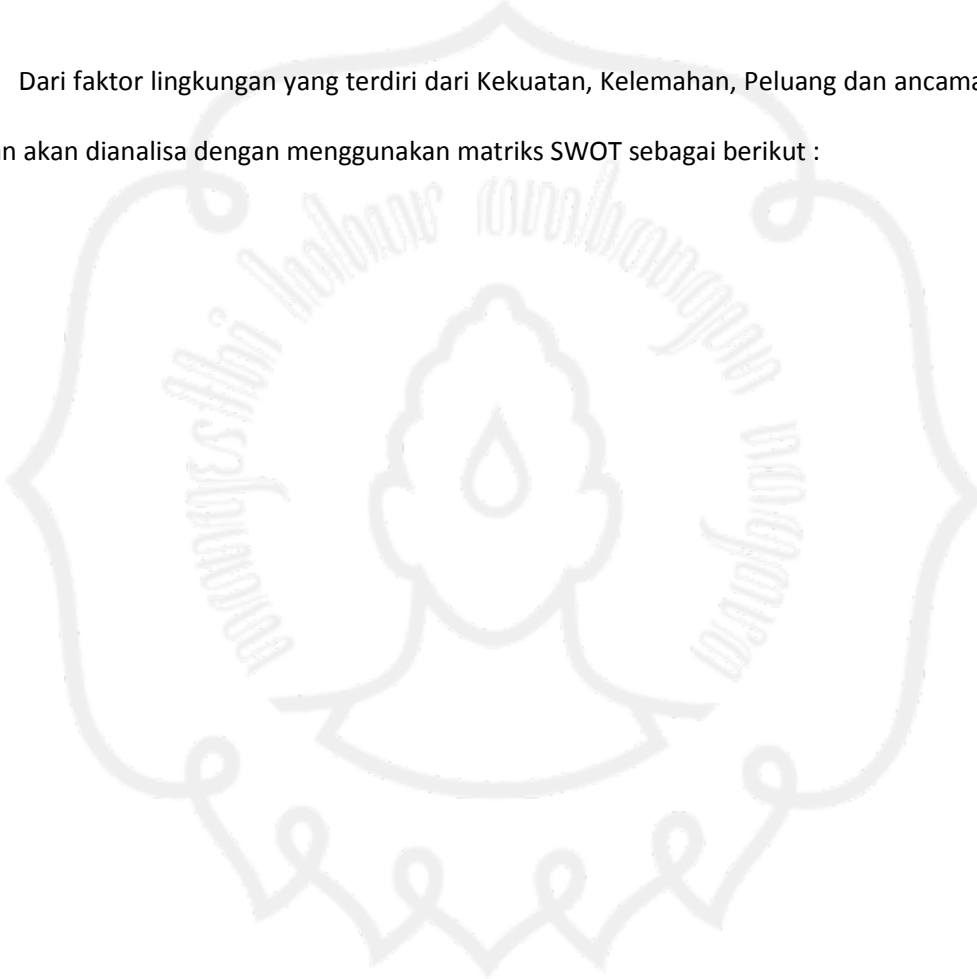 Dari faktor lingkungan yang terdiri dari Kekuatan, Kelemahan, Peluang dan ancama
an akan dianalisa dengan menggunakan matriks SWOT sebagai berikut :